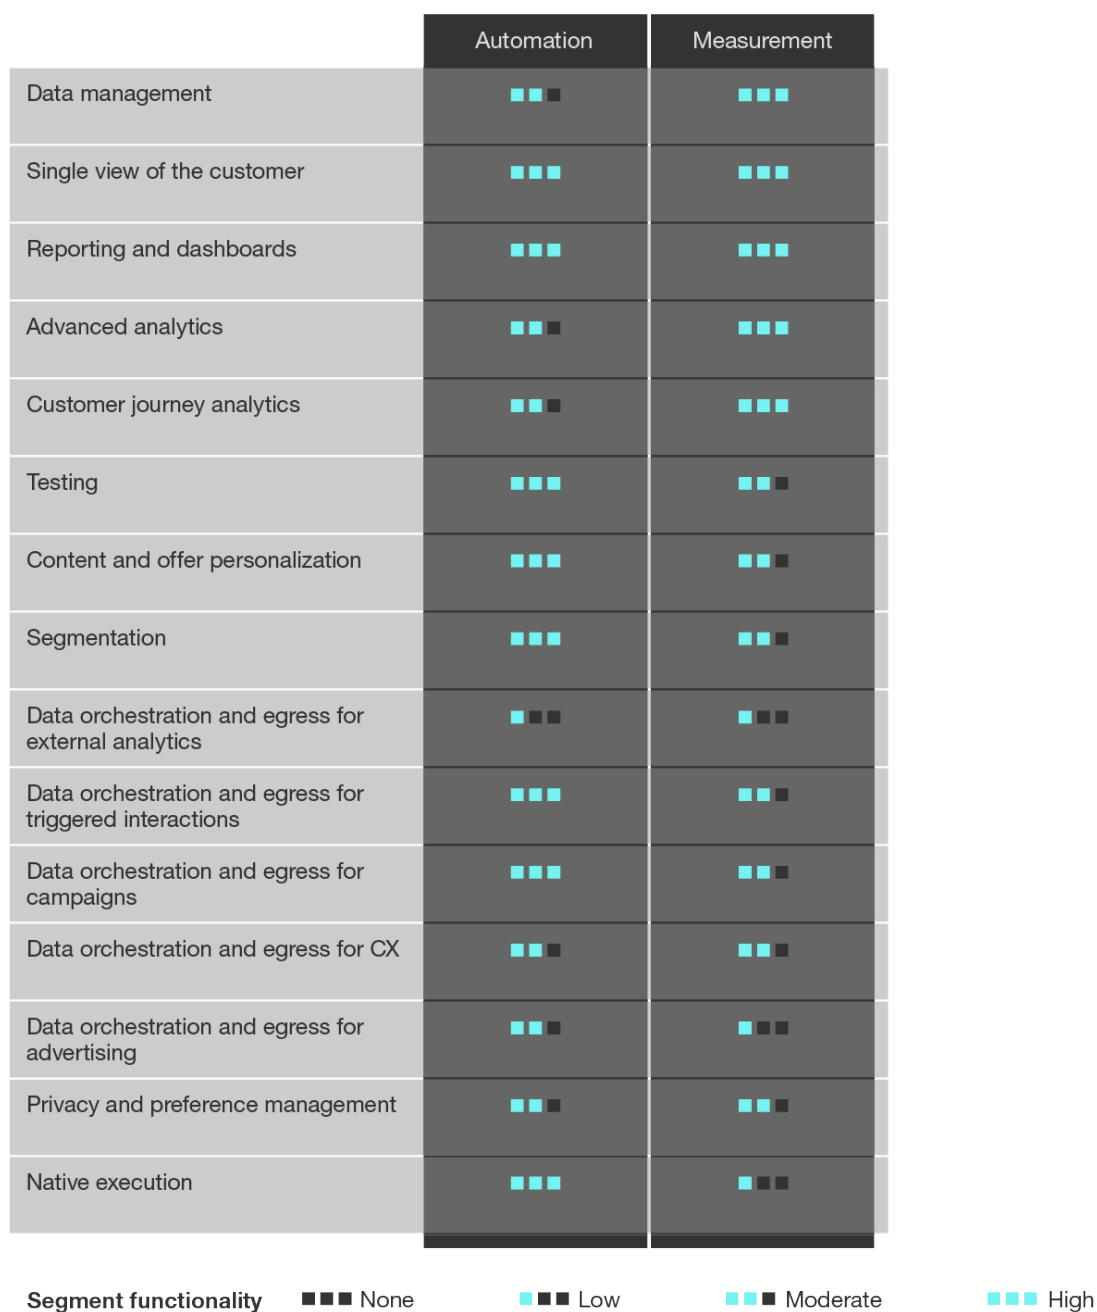 Automation Measurement
Data management
Single view of the customer
Reporting and dashboards
Advanced analytics
Customer journey analytics
Testing
Content and offer personalization
Segmentation
Data orchestration and egress for
external analytics
Data orchestration and egress for
triggered interactions
Data orchestration and egress for
campaigns
Data orchestration and egress for CX
Data orchestration and egress for
advertising
Privacy and preference management
Native execution
Segment functionality None Low Moderate High